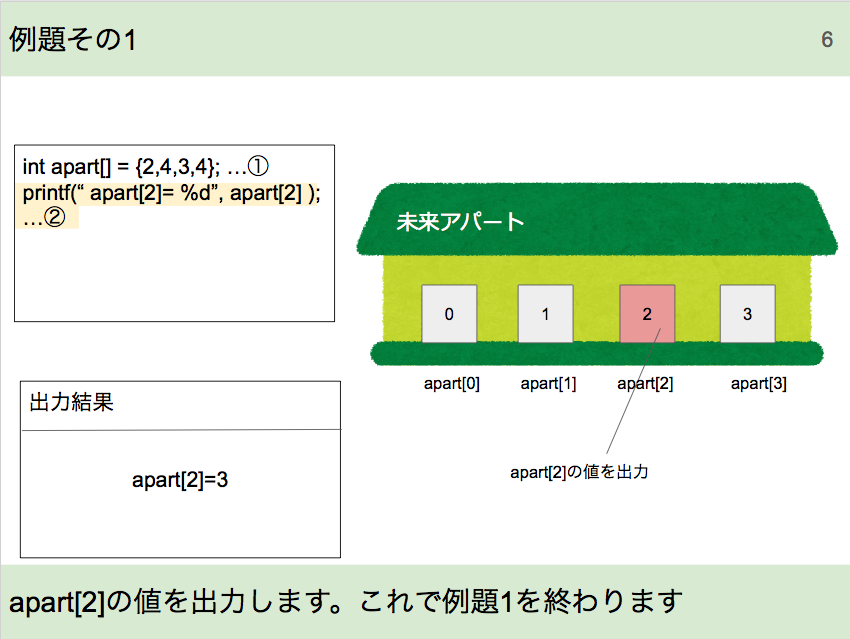 例題その1
6
int apart[] = {2,4,3,4}; …①
printf(“ apart[2]= %d”, apart[2] );
…②
未来アパート
0 1 2 3
apart[0] apart[1] apart[2] apart[3]
apart[2]の値を出力
出力結果
apart[2]=3
apart[2]の値を出力します。これで例題1を終わります